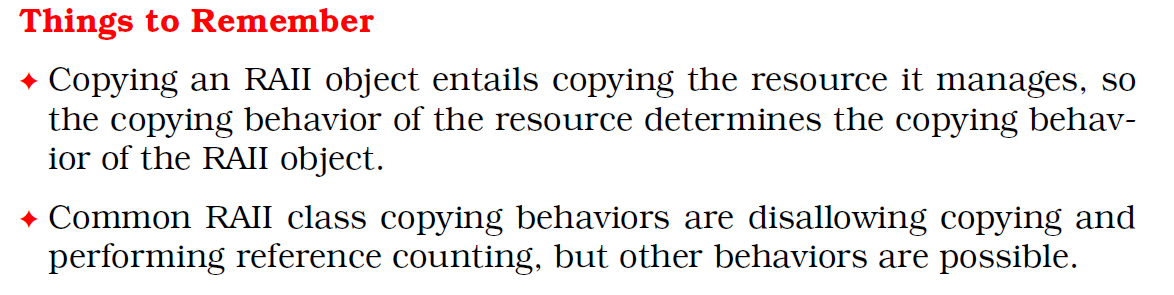 Things to Remember
✦ Copying an RAII object entails copying the resource it manages, so
the copying behavior of the resource determines the copying behav-
ior of the RAII object.
✦ Common RAII class copying behaviors are disallowing copying and
performing reference counting, but other behaviors are possible.